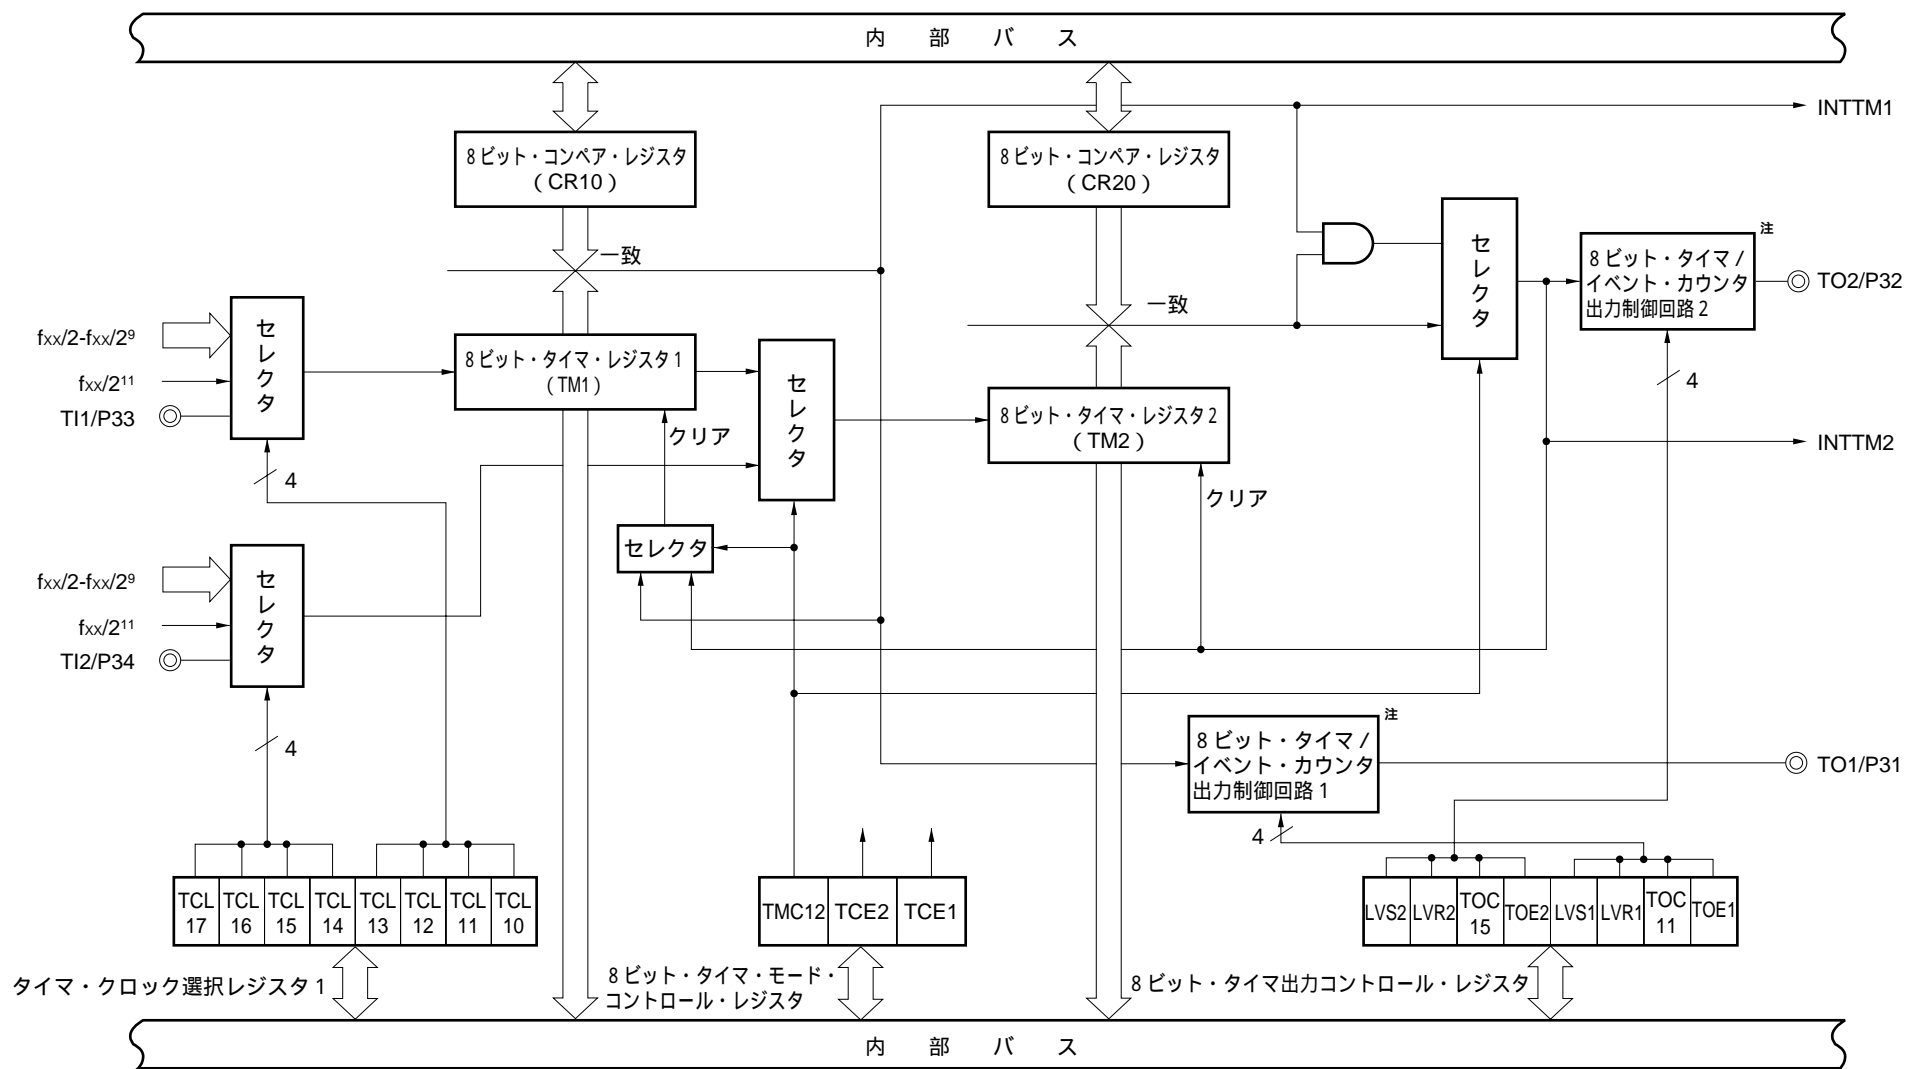 内部バス
INTTM1
8ビット・コンペア・レジスタ
(CR10)
8ビット・コンペア・レジスタ
(CR20)
一致
セレクタ
注
8ビット・タイマ/
イベント・カウンタ
出力制御回路2
TO2/P32
一致
fxx/2-fxx/2⁹
fxx/2¹¹
TI1/P33
セレクタ
8ビット・タイマ・レジスタ1
(TM1)
セレクタ
4
8ビット・タイマ・レジスタ2
(TM2)
クリア
INTTM2
4
クリア
セレクタ
fxx/2-fxx/2⁹
fxx/2¹¹
TI2/P34
セレクタ
4
注
8ビット・タイマ/
イベント・カウンタ
出力制御回路1
TO1/P31
4
TCL17 TCL16 TCL15 TCL14 TCL13 TCL12 TCL11 TCL10
TMC12 TCE2 TCE1
LVS2 LVR2 TOC15 TOE2 LVS1 LVR1 TOC11 TOE1
タイマ・クロック選択レジスタ1
8ビット・タイマ・モード・
コントロール・レジスタ
8ビット・タイマ出力コントロール・レジスタ
内部バス